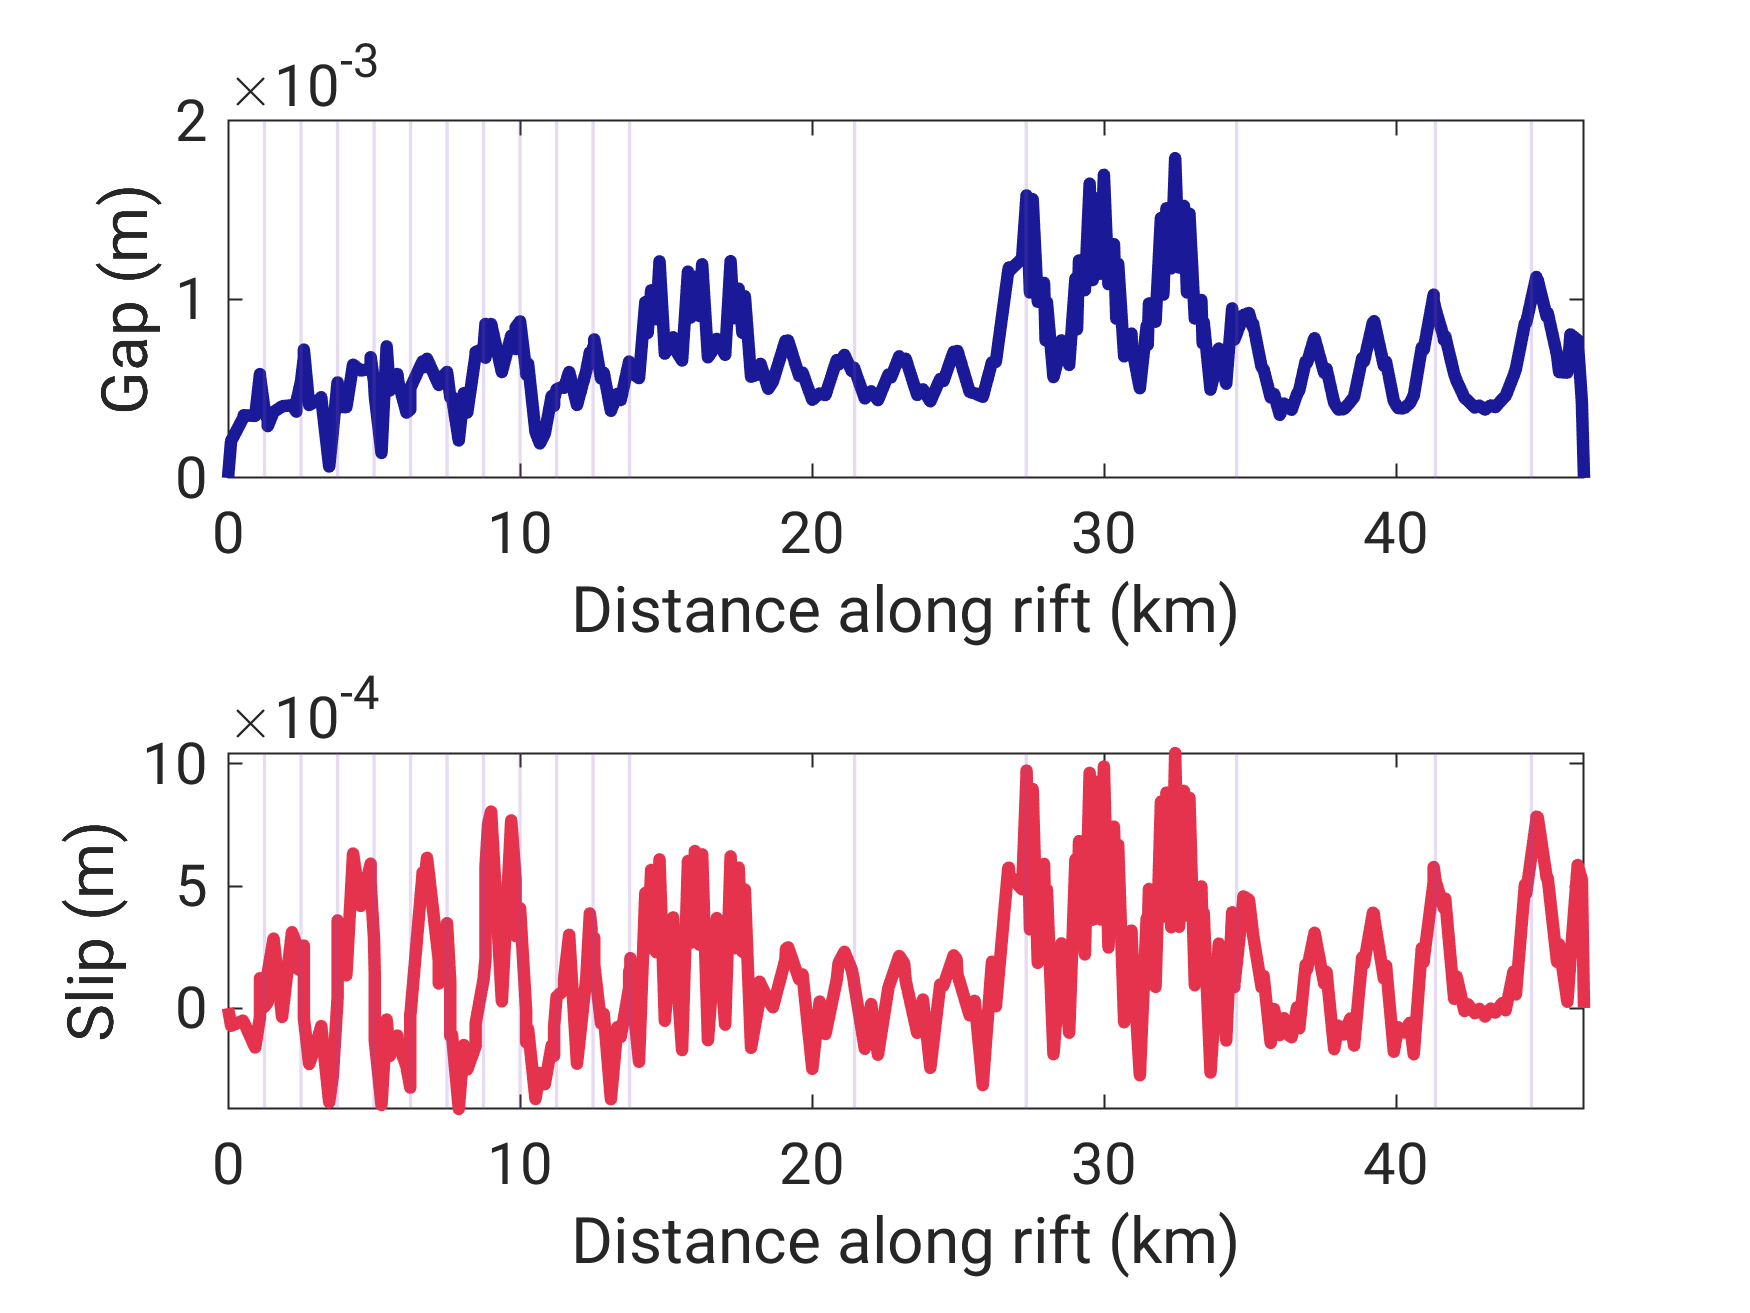 ×10^-3
2
1
0
Gap (m)
0 10 20 30 40
Distance along rift (km)
×10^-4
10
5
0
Slip (m)
0 10 20 30 40
Distance along rift (km)